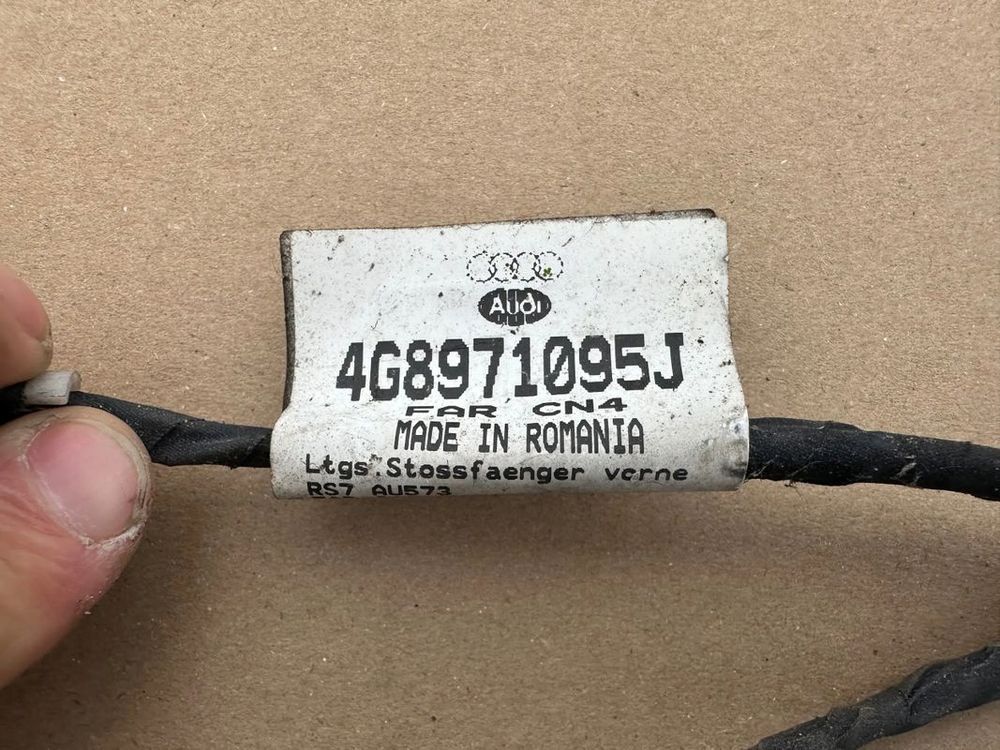 Audi
4G8971095J
FAR CN4
MADE IN ROMANIA
Ltgs.Stossfaenger vorne
RS7 AU573